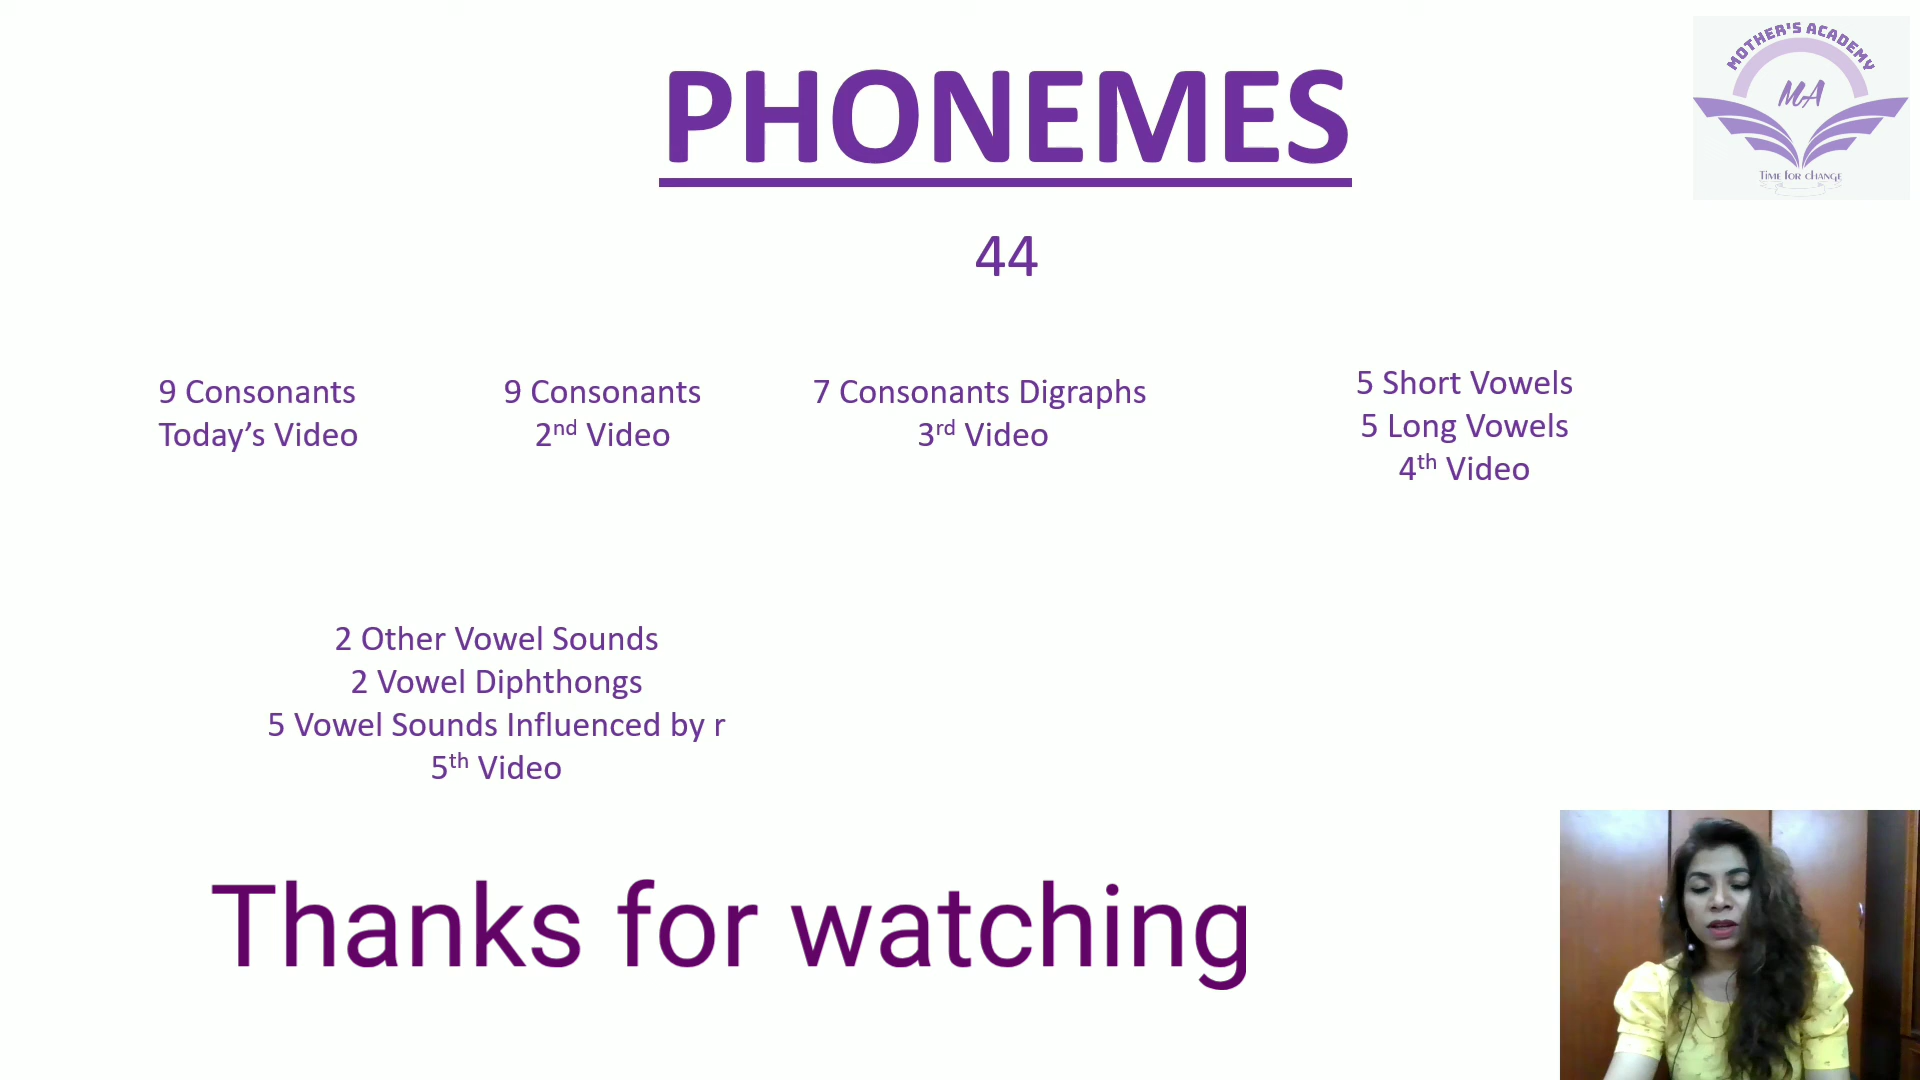 PHONEMES
MOTHER'S ACADEMY
MA
TIME FOR CHANGE
44
9 Consonants
Today's Video
9 Consonants
2nd Video
7 Consonants Digraphs
3rd Video
5 Short Vowels
5 Long Vowels
4th Video
2 Other Vowel Sounds
2 Vowel Diphthongs
5 Vowel Sounds Influenced by r
5th Video
Thanks for watching